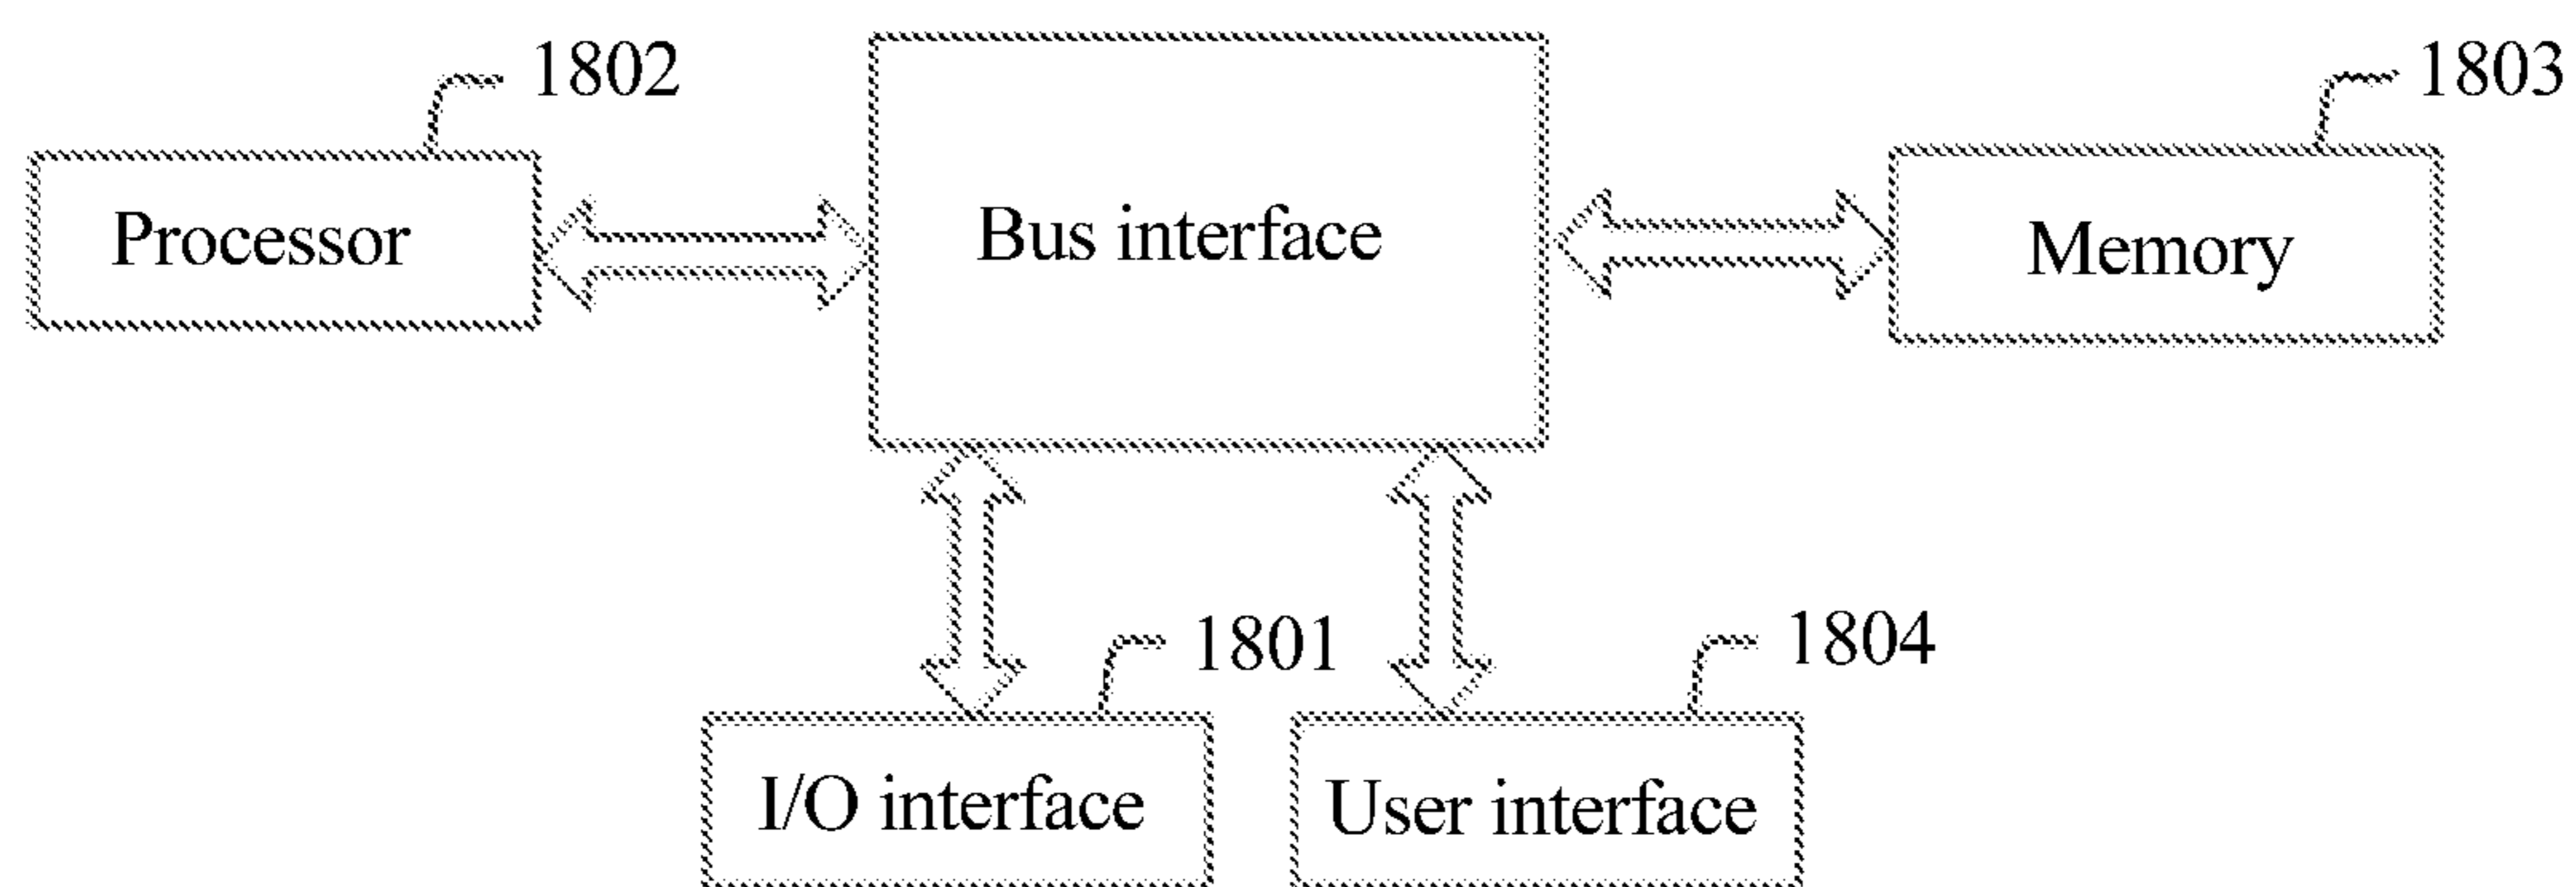 1802
1803
Processor
Bus interface
Memory
1801
1804
I/O interface
User interface